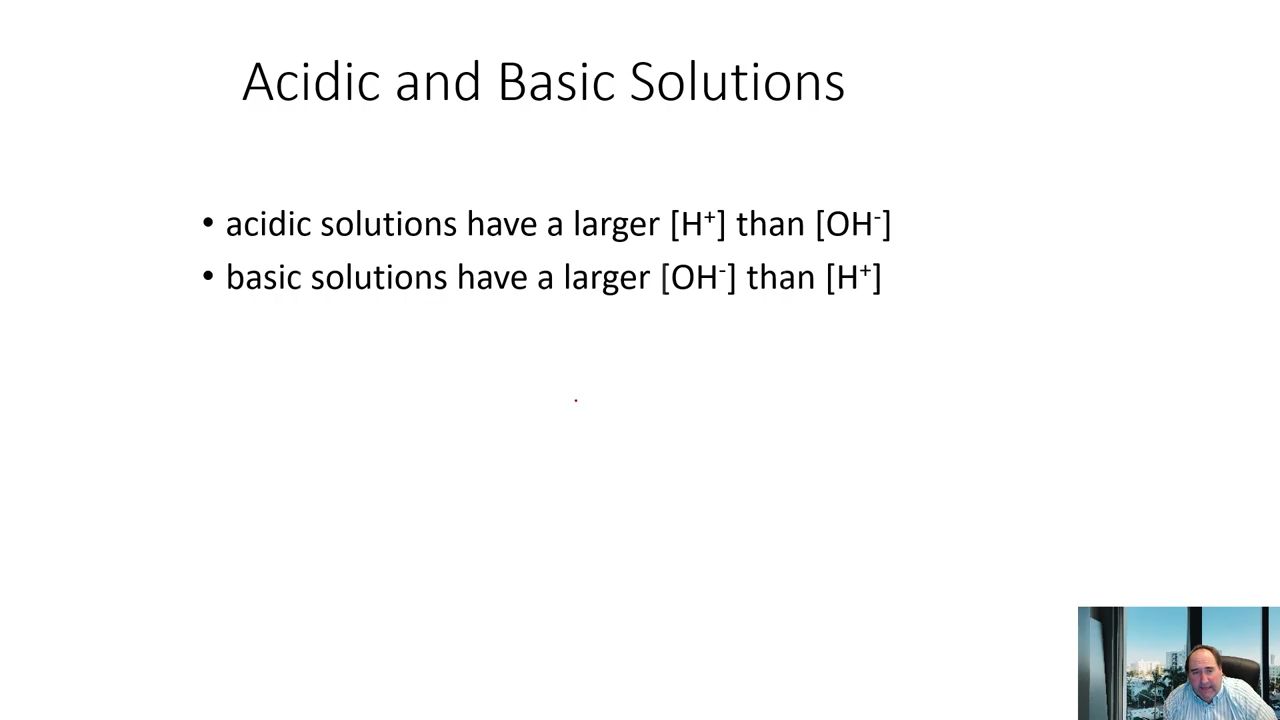 Acidic and Basic Solutions
• acidic solutions have a larger [H⁺] than [OH⁻]
• basic solutions have a larger [OH⁻] than [H⁺]